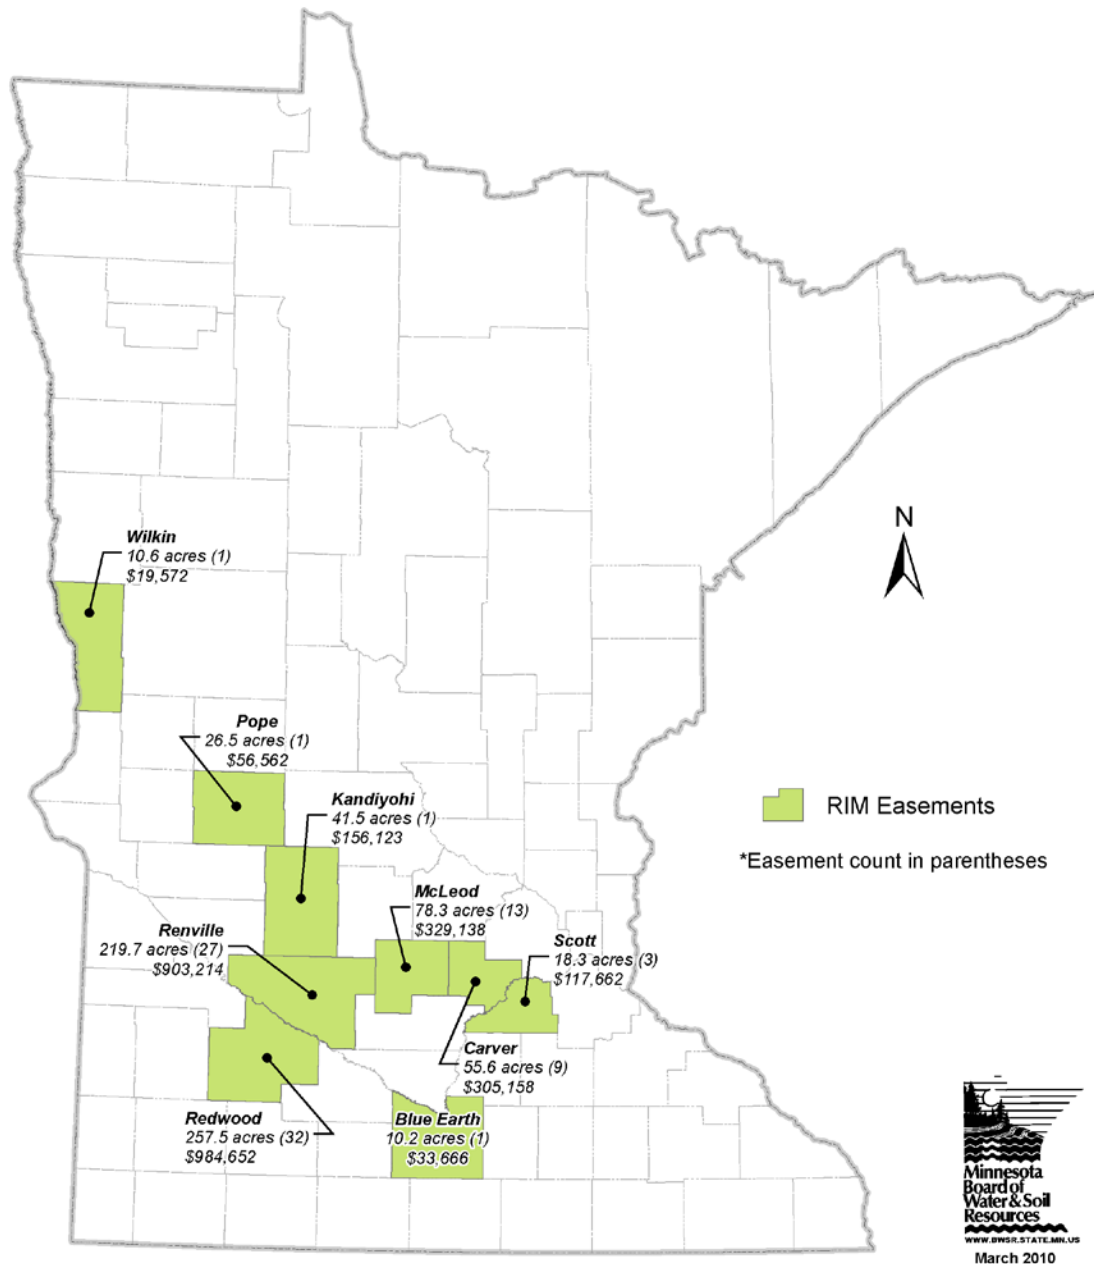 Wilkin
10.6 acres (1)
$19,572
N
Pope
26.5 acres (1)
$56,562
Kandiyohi
41.5 acres (1)
$156,123
RIM Easements
*Easement count in parentheses
McLeod
78.3 acres (13)
$329,138
Renville
219.7 acres (27)
$903,214
Scott
18.3 acres (3)
$117,662
Carver
55.6 acres (9)
$305,158
Redwood
257.5 acres (32)
$984,652
Blue Earth
10.2 acres (1)
$33,666
Minnesota
Board of
Water & Soil
Resources
WWW.BWSR.STATE.MN.US
March 2010